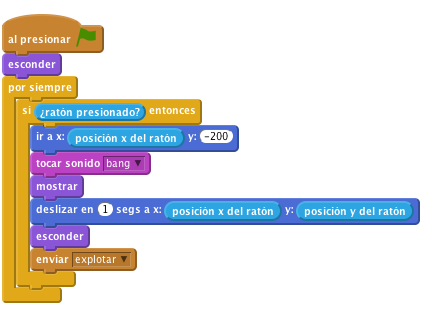 al presionar
esconder
por siempre
si ¿ratón presionado? entonces
ir a x: posición x del ratón y: -200
tocar sonido bang
mostrar
deslizar en 1 segs a x: posición x del ratón y: posición y del ratón
esconder
enviar explotar